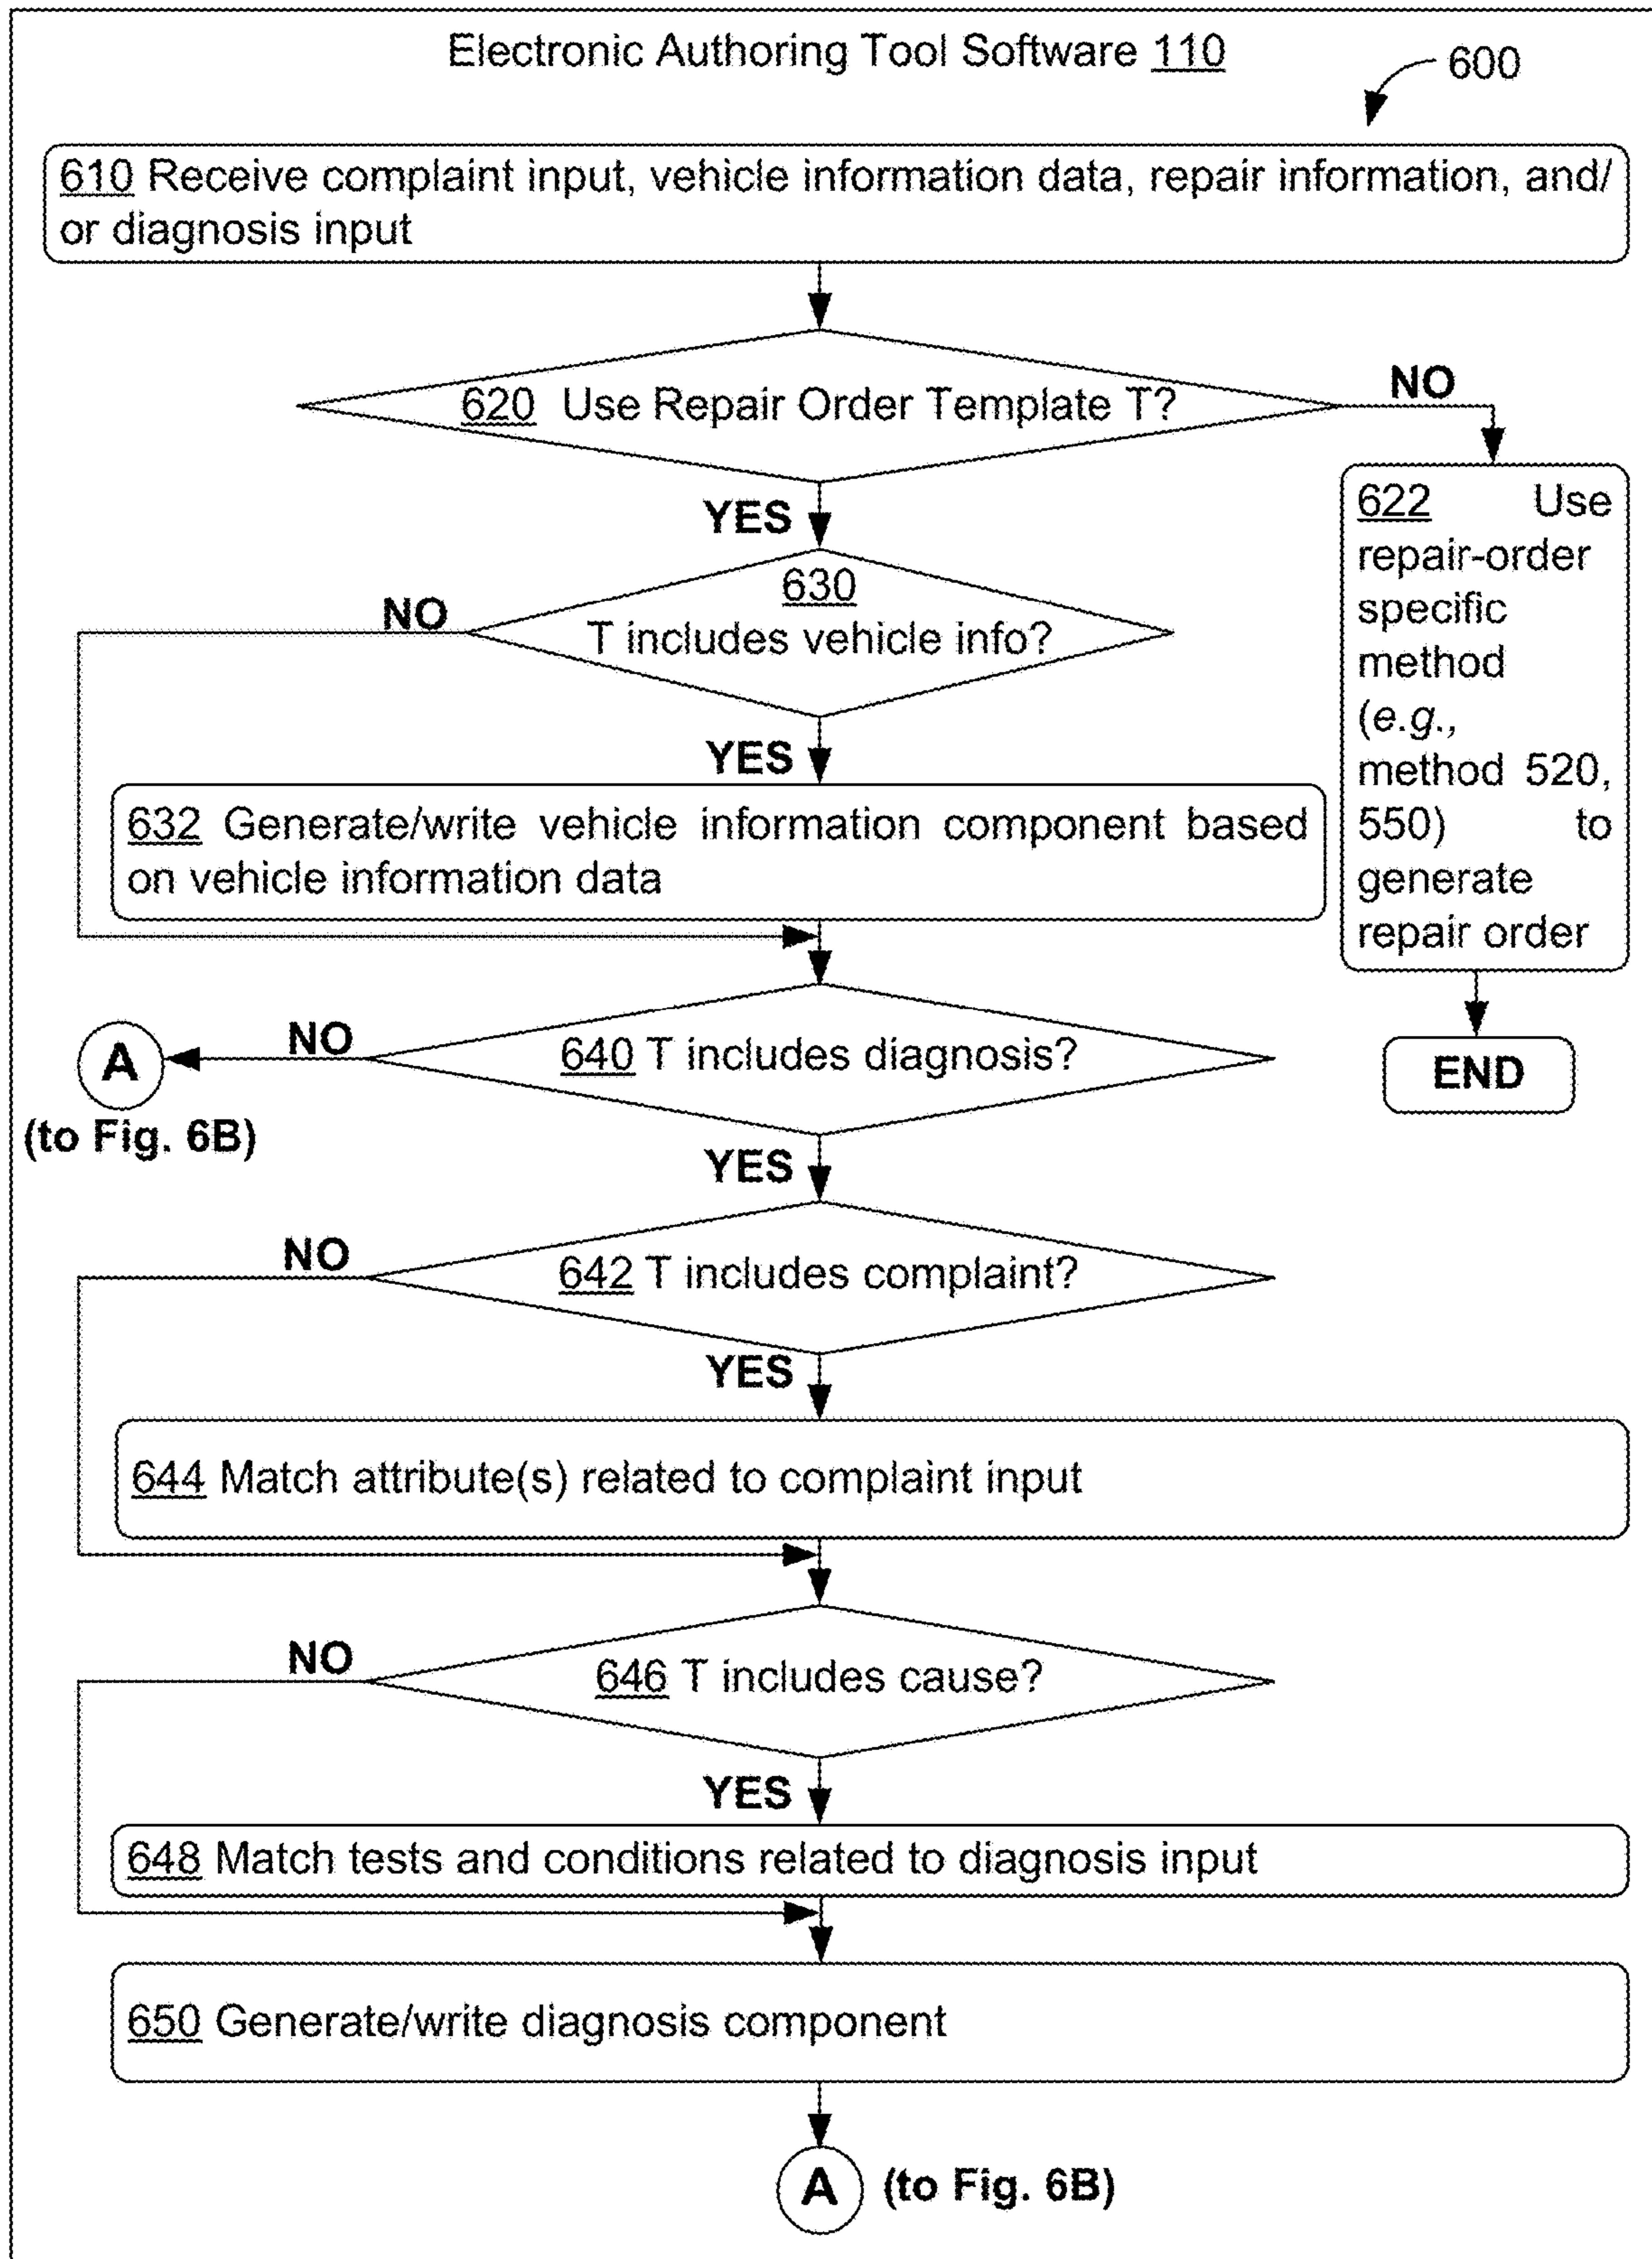 Electronic Authoring Tool Software 110
600
610 Receive complaint input, vehicle information data, repair information, and/
or diagnosis input
620 Use Repair Order Template T?
NO
YES
622 Use
repair-order
specific
method
(e.g.,
method 520,
550) to
generate
repair order
END
630
T includes vehicle info?
NO
YES
632 Generate/write vehicle information component based
on vehicle information data
640 T includes diagnosis?
NO
A
(to Fig. 6B)
YES
642 T includes complaint?
NO
YES
644 Match attribute(s) related to complaint input
646 T includes cause?
NO
YES
648 Match tests and conditions related to diagnosis input
650 Generate/write diagnosis component
A (to Fig. 6B)